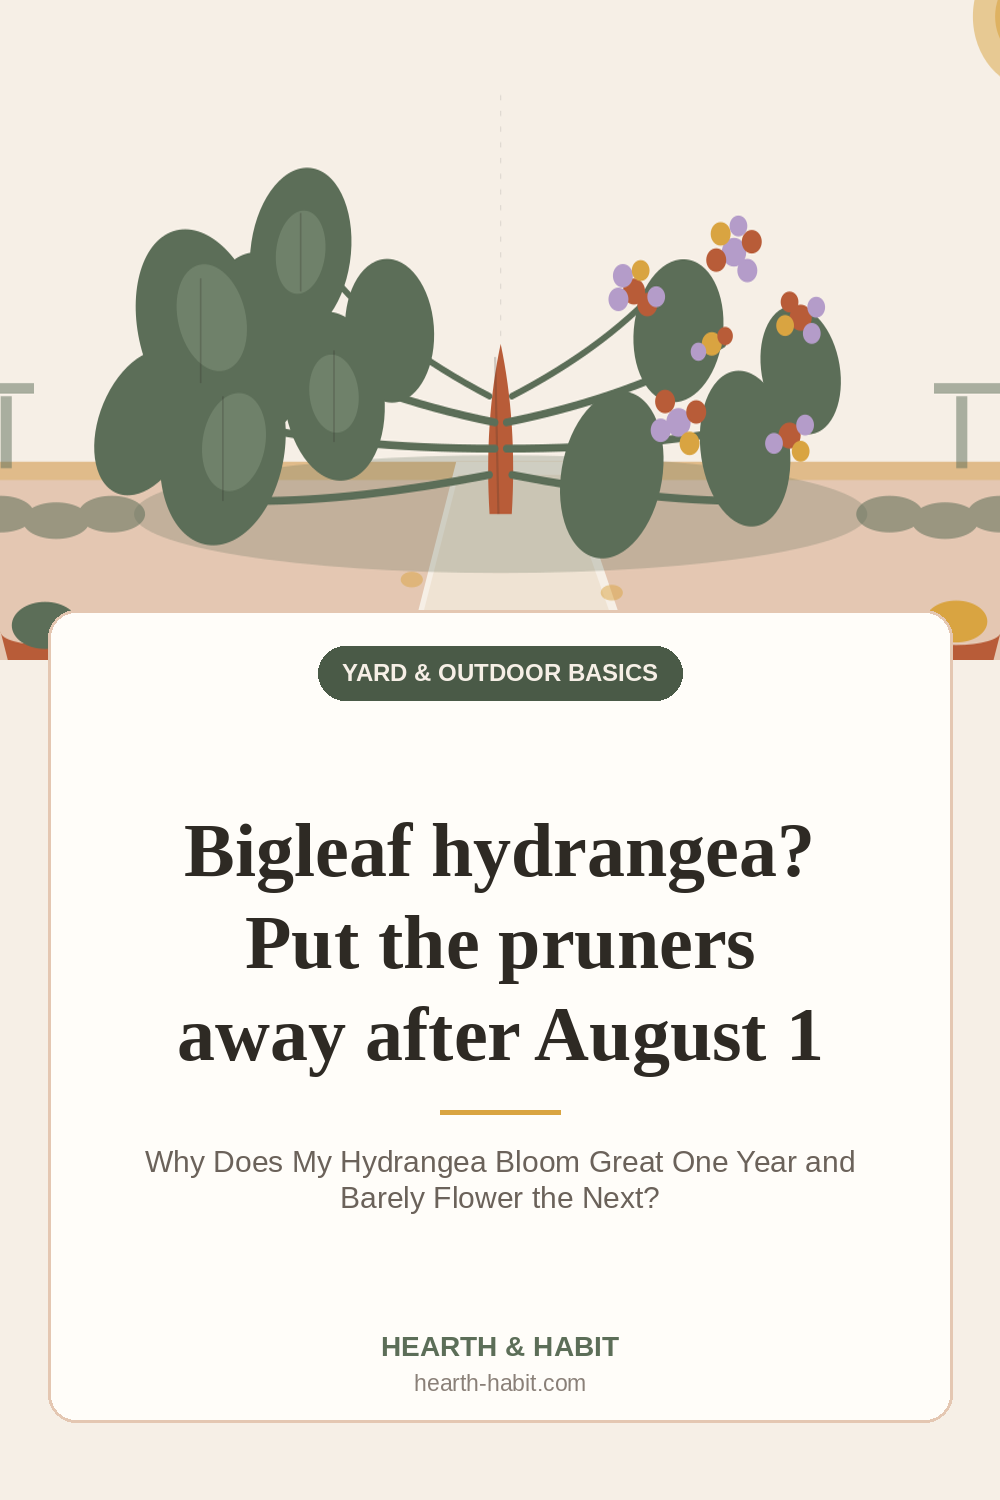 YARD & OUTDOOR BASICS
Bigleaf hydrangea?
Put the pruners
away after August 1
Why Does My Hydrangea Bloom Great One Year and
Barely Flower the Next?
HEARTH & HABIT
hearth-habit.com